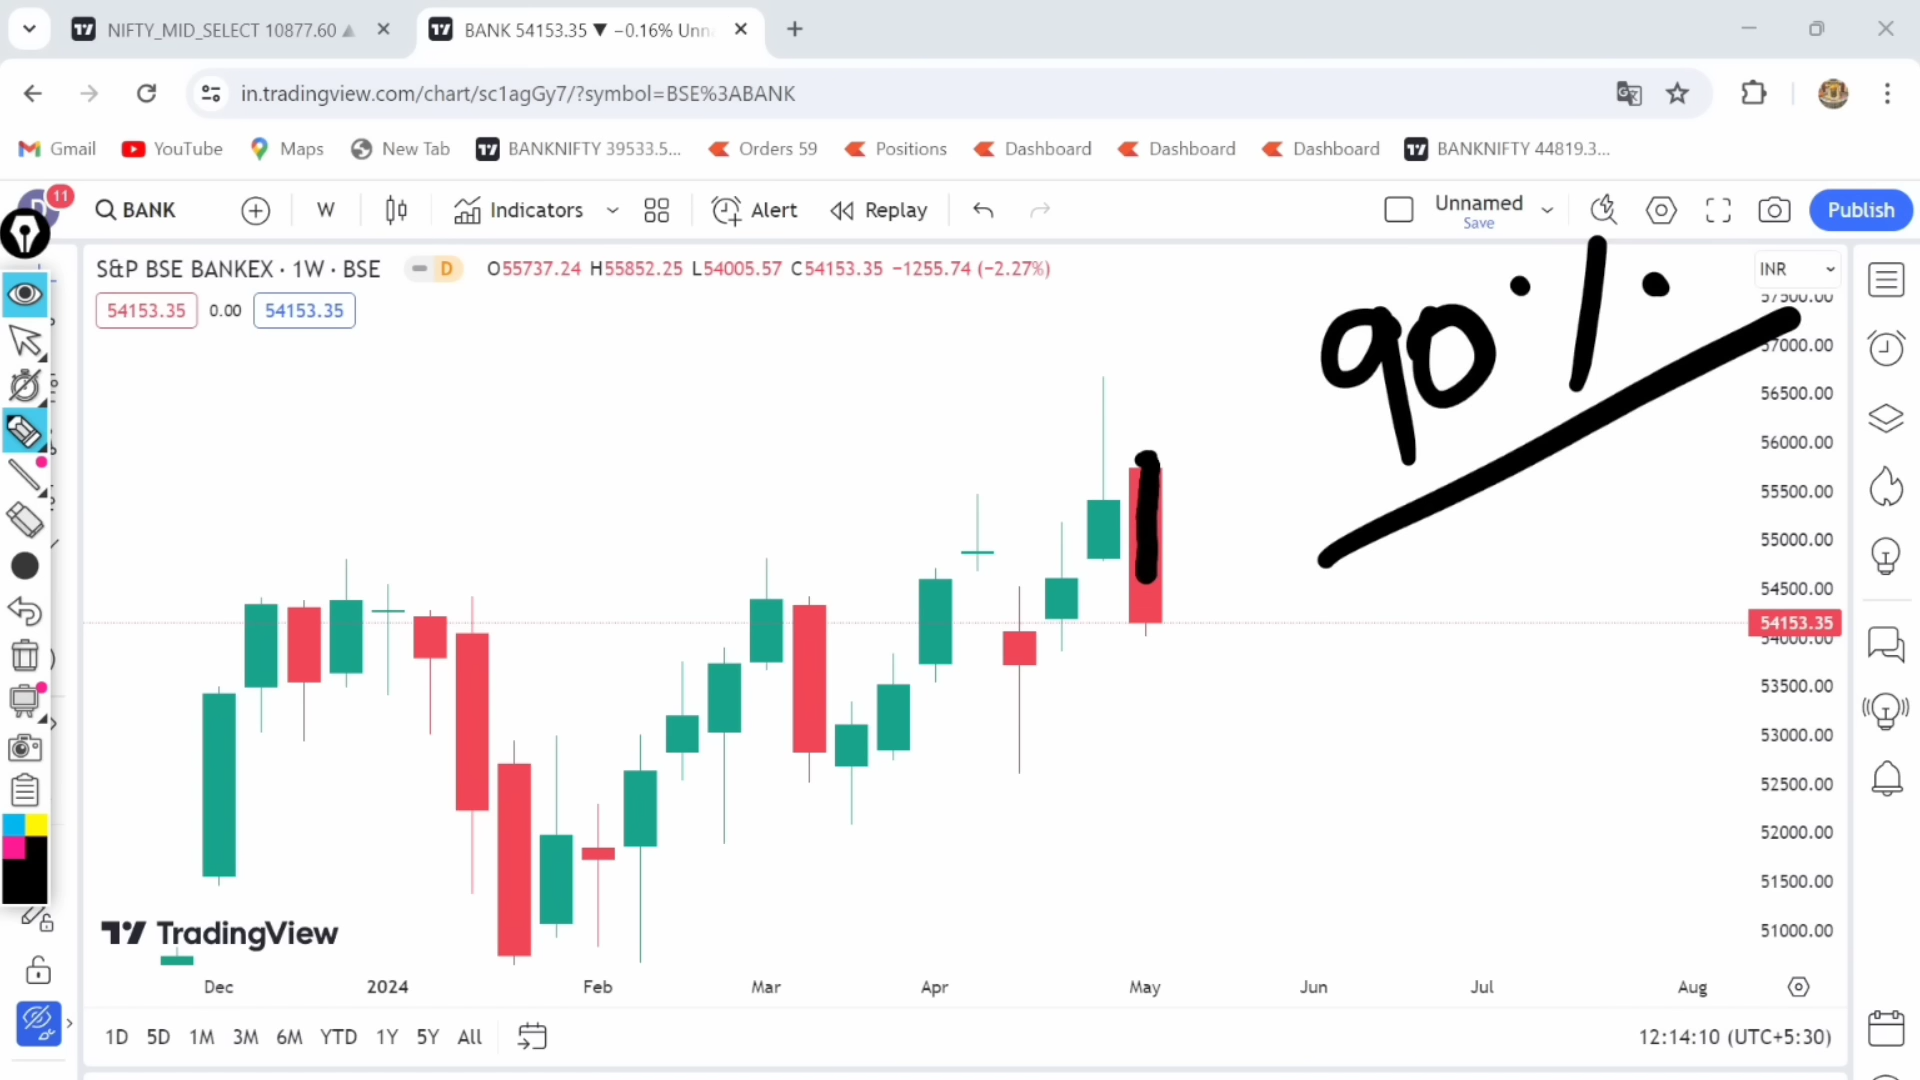 NIFTY_MID_SELECT 10877.60
BANK 54153.35 ▼ −0.16% Unn
in.tradingview.com/chart/sc1agGy7/?symbol=BSE%3ABANK
Gmail YouTube Maps New Tab BANKNIFTY 39533.5... Orders 59 Positions Dashboard Dashboard Dashboard BANKNIFTY 44819.3...
11
BANK W Indicators Alert Replay Unnamed Save Publish
S&P BSE BANKEX · 1W · BSE D O55737.24 H55852.25 L54005.57 C54153.35 −1255.74 (−2.27%)
INR
54153.35 0.00 54153.35
90%
57500.00
57000.00
56500.00
56000.00
55500.00
55000.00
54500.00
54153.35
54000.00
53500.00
53000.00
52500.00
52000.00
51500.00
51000.00
TradingView
Dec 2024 Feb Mar Apr May Jun Jul Aug
1D 5D 1M 3M 6M YTD 1Y 5Y All 12:14:10 (UTC+5:30)